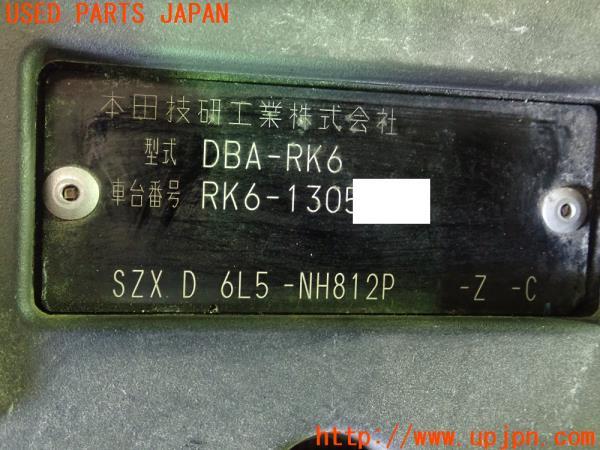 USED PARTS JAPAN
本田技研工業株式会社
型式 DBA-RK6
車台番号 RK6-1305
SZX D 6L5 -NH812P -Z -C
http://www.upjpn.com/